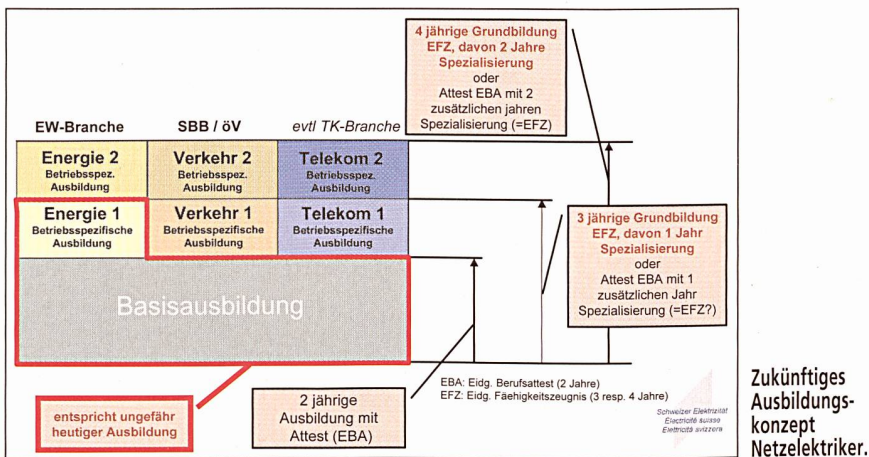 4 jährige Grundbildung
EFZ, davon 2 Jahre
Spezialisierung
oder
Attest EBA mit 2
zusätzlichen jahren
Spezialisierung (=EFZ)
EW-Branche
SBB / öV
evtl TK-Branche
Energie 2
Betriebsspez.
Ausbildung
Verkehr 2
Betriebsspez.
Ausbildung
Telekom 2
Betriebsspez.
Ausbildung
Energie 1
Betriebsspezifische
Ausbildung
Verkehr 1
Betriebsspezifische
Ausbildung
Telekom 1
Betriebsspezifische
Ausbildung
3 jährige Grundbildung
EFZ, davon 1 Jahr
Spezialisierung
oder
Attest EBA mit 1
zusätzlichen Jahr
Spezialisierung (=EFZ?)
Basisausbildung
entspricht ungefähr
heutiger Ausbildung
2 jährige
Ausbildung mit
Attest (EBA)
EBA: Eidg. Berufsattest (2 Jahre)
EFZ: Eidg. Fäehigkeitszeugnis (3 resp. 4 Jahre)
Schweizer Elektrizität
Electricité suisse
Elettricità svizzera
Zukünftiges
Ausbildungs-
konzept
Netzelektriker.